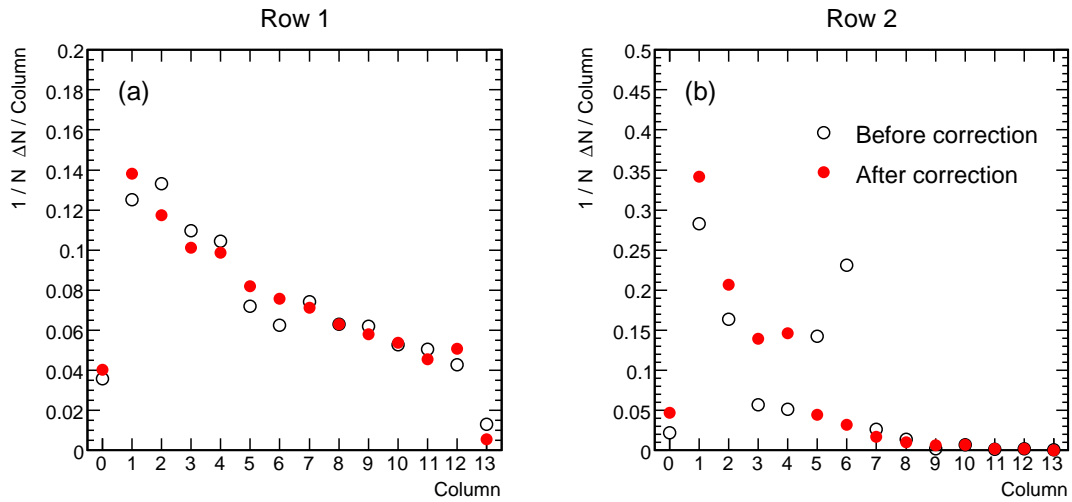 Row 1
1 / N ΔN / Column
0.2
0.18
0.16
0.14
0.12
0.1
0.08
0.06
0.04
0.02
0
(a)
0 1 2 3 4 5 6 7 8 9 10 11 12 13
Column
Row 2
1 / N ΔN / Column
0.5
0.45
0.4
0.35
0.3
0.25
0.2
0.15
0.1
0.05
0
(b)
Before correction
After correction
0 1 2 3 4 5 6 7 8 9 10 11 12 13
Column